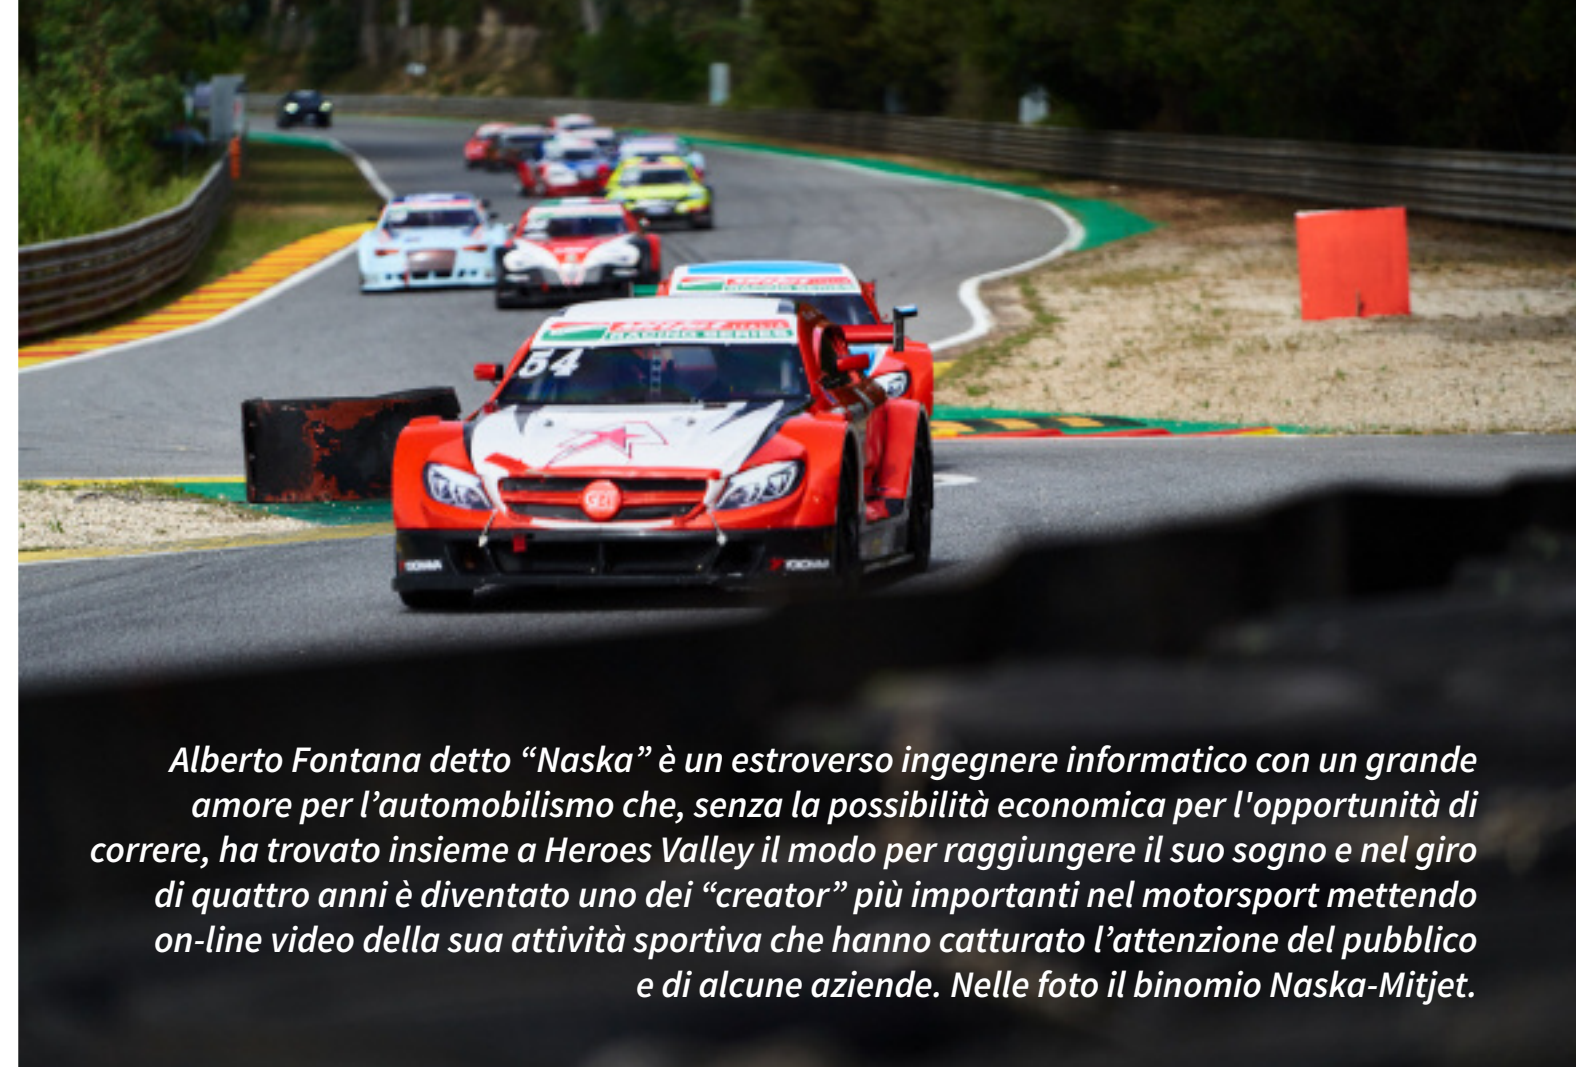 RACING SERIES
54
YOKOHAMA
Alberto Fontana detto “Naska” è un estroverso ingegnere informatico con un grande
amore per l’automobilismo che, senza la possibilità economica per l'opportunità di
correre, ha trovato insieme a Heroes Valley il modo per raggiungere il suo sogno e nel giro
di quattro anni è diventato uno dei “creator” più importanti nel motorsport mettendo
on-line video della sua attività sportiva che hanno catturato l’attenzione del pubblico
e di alcune aziende. Nelle foto il binomio Naska-Mitjet.